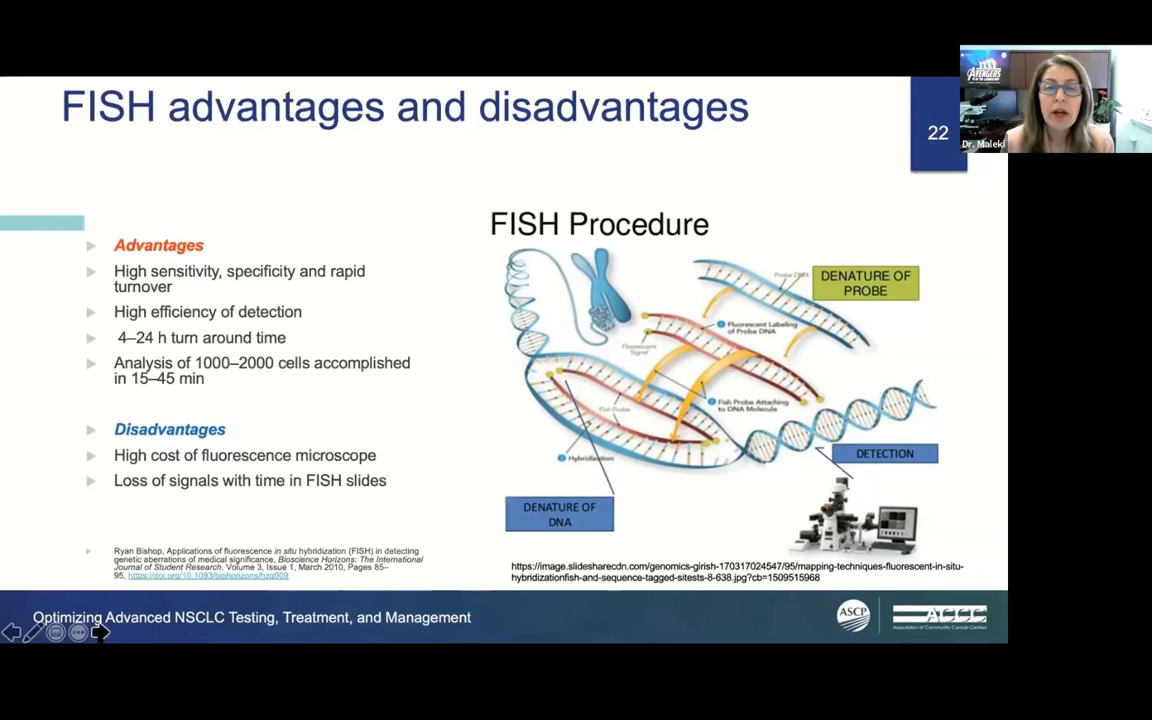 FISH advantages and disadvantages
22
AVENGERS
Dr. Maleki
Advantages
High sensitivity, specificity and rapid
turnover
High efficiency of detection
4–24 h turn around time
Analysis of 1000–2000 cells accomplished
in 15–45 min
Disadvantages
High cost of fluorescence microscope
Loss of signals with time in FISH slides
Ryan Bishop, Applications of fluorescence in situ hybridization (FISH) in detecting
genetic aberrations of medical significance, Bioscience Horizons: The International
Journal of Student Research, Volume 3, Issue 1, March 2010, Pages 85–
95, https://doi.org/10.1093/biohorizons/hzq009
FISH Procedure
Probe DNA
DENATURE OF
PROBE
Fluorescent Labeling
of Probe DNA
Fluorescent
Signal
Fish Probe Attaching
to DNA Molecule
Fish Probe
Hybridization
DETECTION
DENATURE OF
DNA
https://image.slidesharecdn.com/genomics-girish-170317024547/95/mapping-techniques-fluorescent-in-situ-
hybridizationfish-and-sequence-tagged-sitests-8-638.jpg?cb=1509515968
Optimizing Advanced NSCLC Testing, Treatment, and Management
ASCP
ACCC
Association of Community Cancer Centers